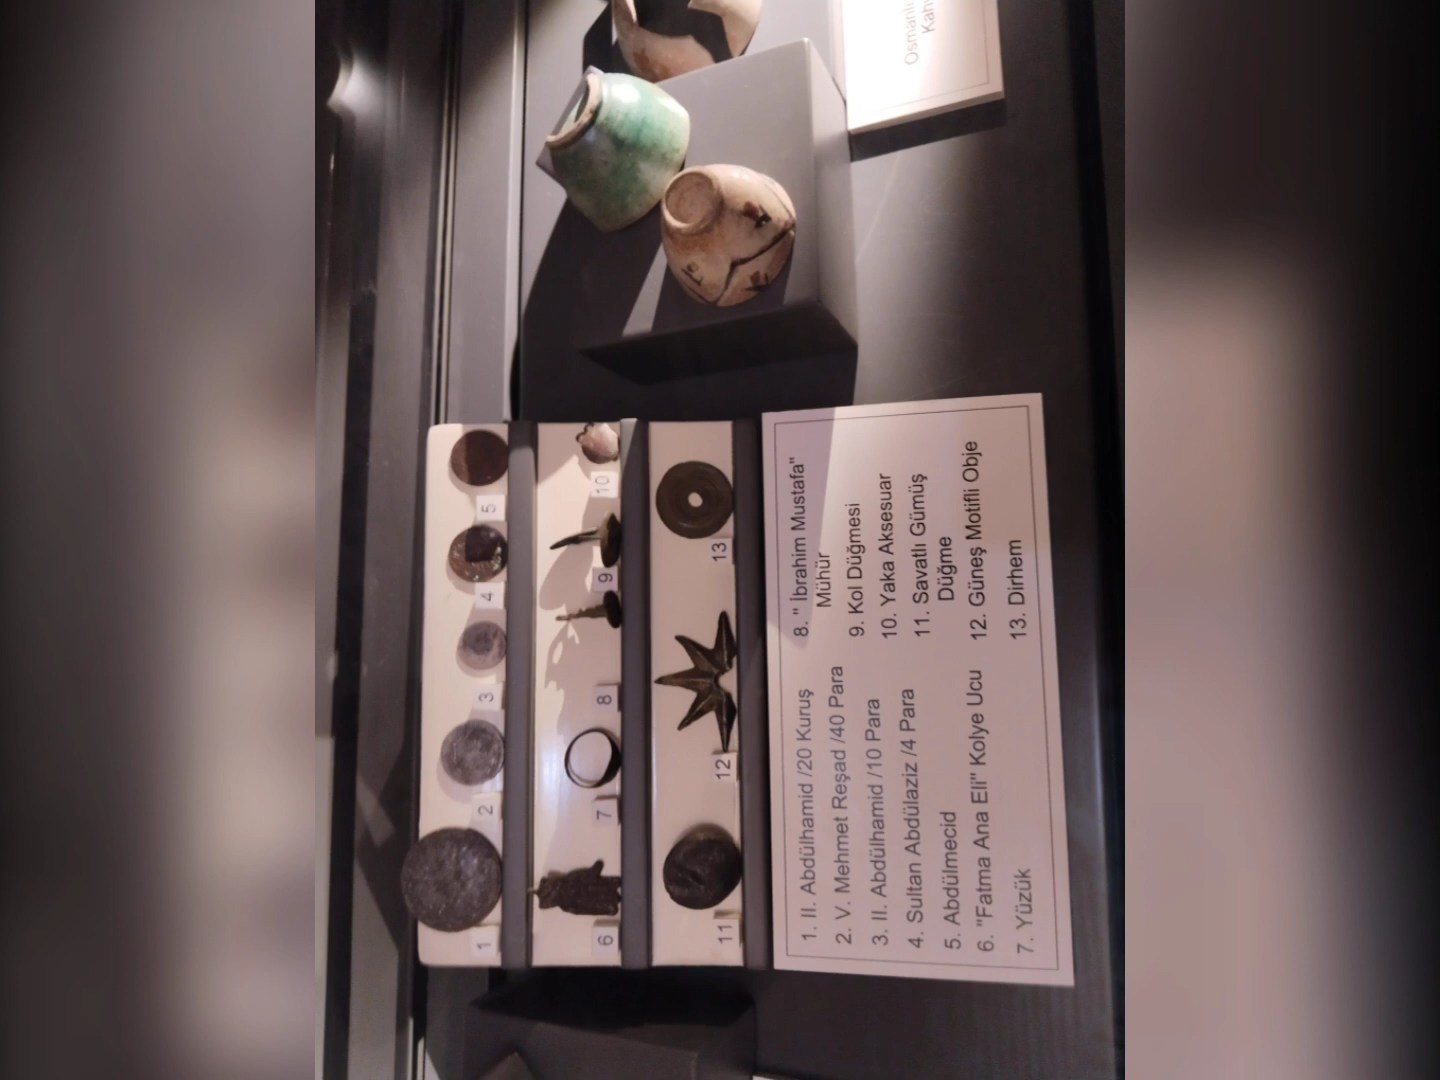 Osmanlı
1
2
3
4
5
6
7
8
9
10
11
12
13
1. II. Abdülhamid /20 Kuruş
2. V. Mehmet Reşad /40 Para
3. II. Abdülhamid /10 Para
4. Sultan Abdülaziz /4 Para
5. Abdülmecid
6. "Fatma Ana Eli" Kolye Ucu
7. Yüzük
8. " İbrahim Mustafa"
Mühür
9. Kol Düğmesi
10. Yaka Aksesuar
11. Savatlı Gümüş
Düğme
12. Güneş Motifli Obje
13. Dirhem